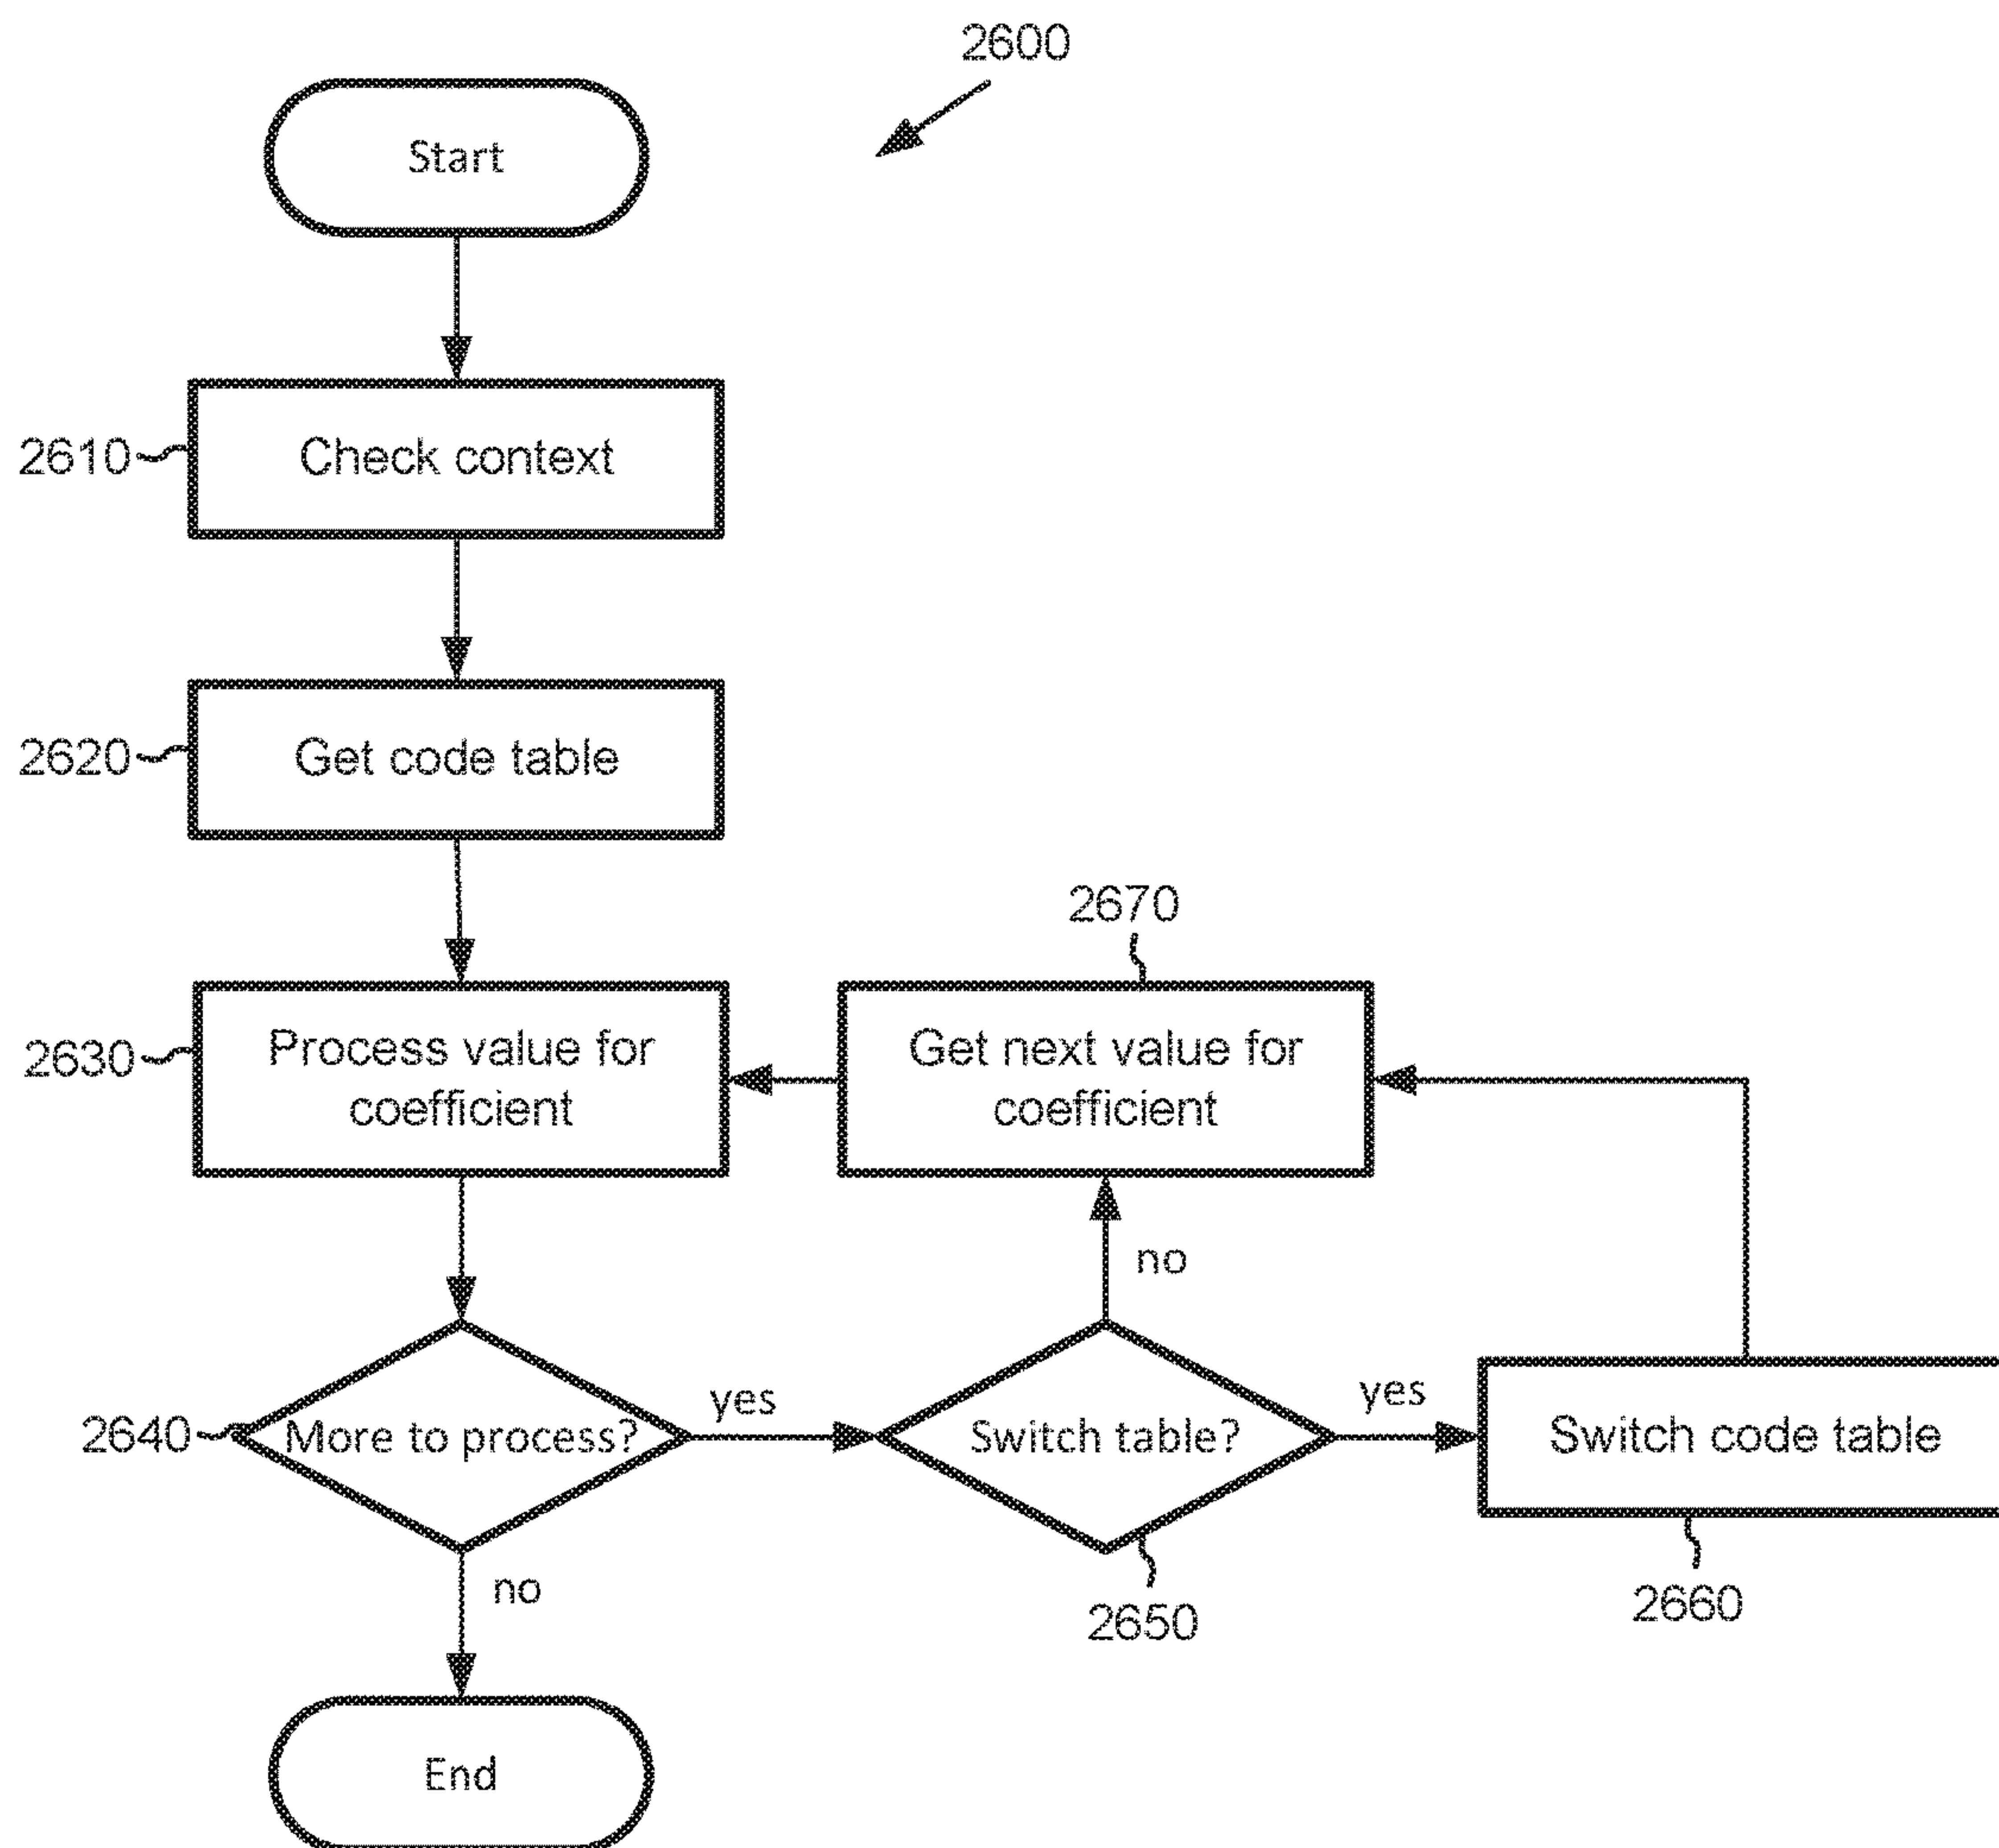 2600
Start
2610
Check context
2620
Get code table
2670
2630
Process value for
coefficient
Get next value for
coefficient
no
2640
More to process?
yes
Switch table?
yes
Switch code table
no
2650
2660
End